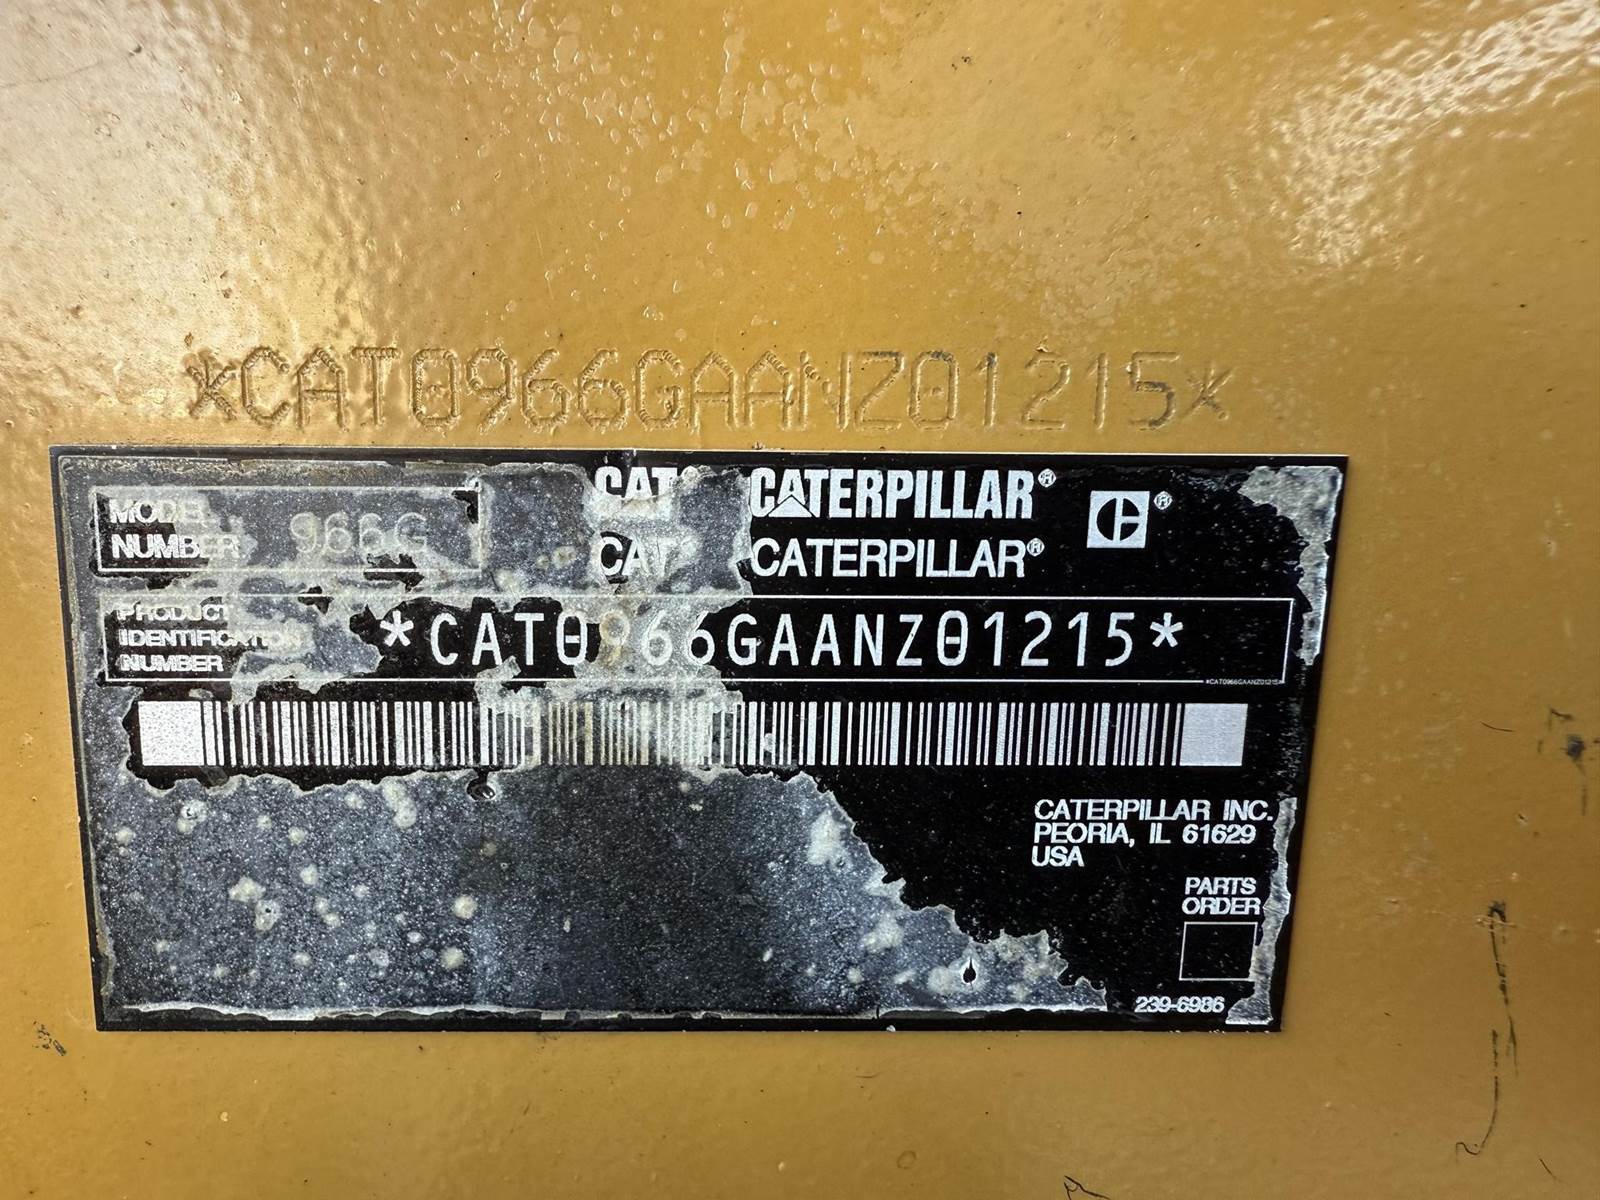 *CAT0966GAANZ01215*
CAT® CATERPILLAR®
CAT® CATERPILLAR®
MODEL
NUMBER 966G
PRODUCT
IDENTIFICATION
NUMBER
*CAT0966GAANZ01215*
*CAT0966GAANZ01215*
CATERPILLAR INC.
PEORIA, IL 61629
USA
PARTS
ORDER
239-6986